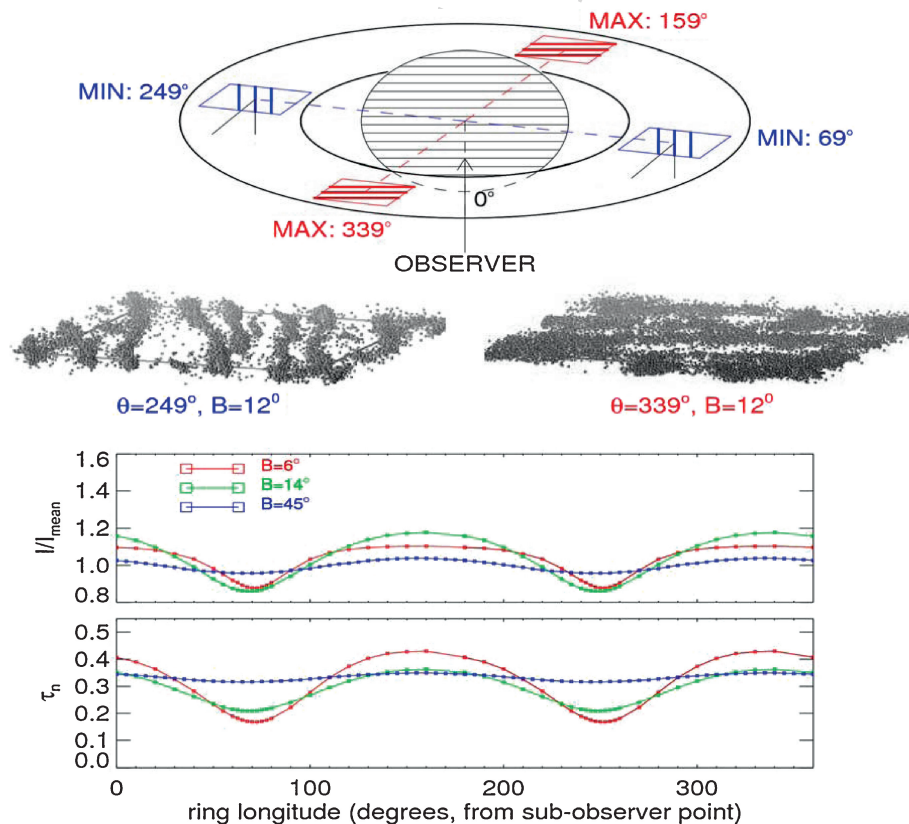 MAX: 159°
MIN: 249°
MIN: 69°
0°
MAX: 339°
OBSERVER
θ=249°, B=12⁰ θ=339°, B=12⁰
1.6
B=6°
1.4
B=14°
B=45°
1.2
I/I_mean
1.0
0.8
0.5
0.4
0.3
τ_n
0.2
0.1
0.0
0 100 200 300
ring longitude (degrees, from sub-observer point)